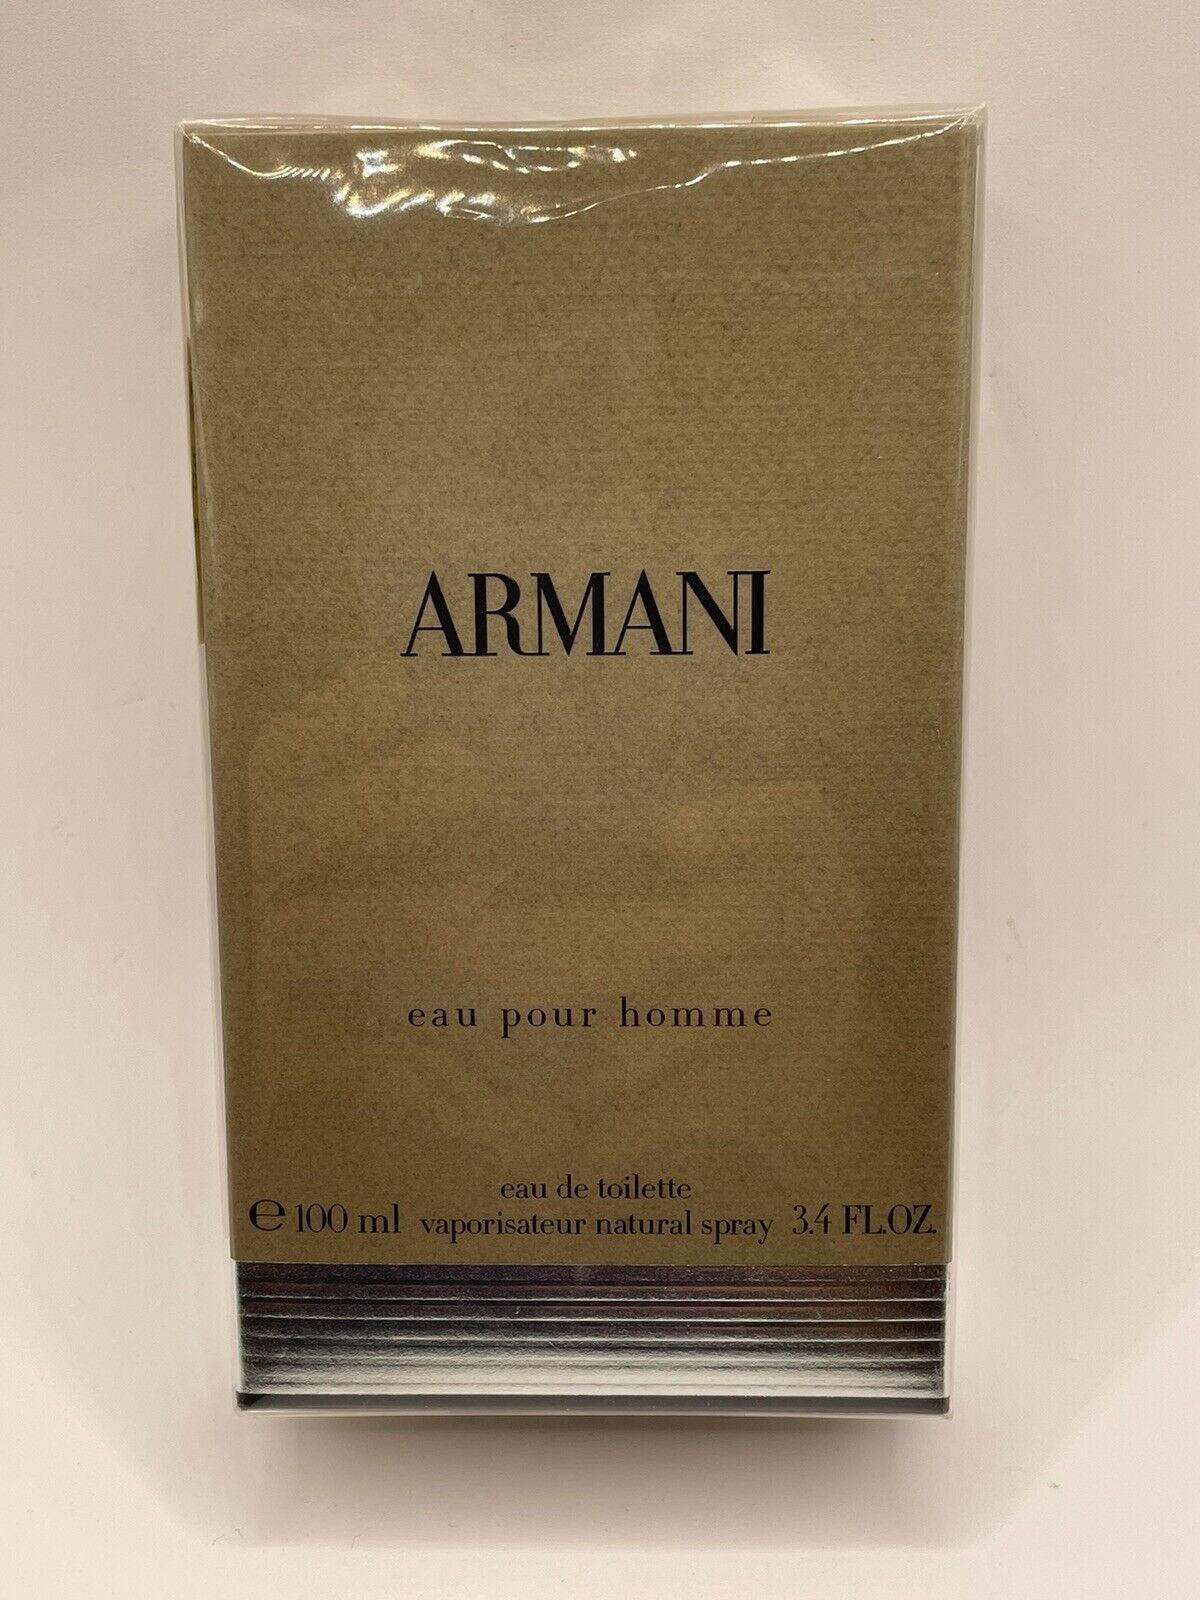 ARMANI
eau pour homme
eau de toilette
℮ 100 ml vaporisateur natural spray 3.4 FL.OZ.